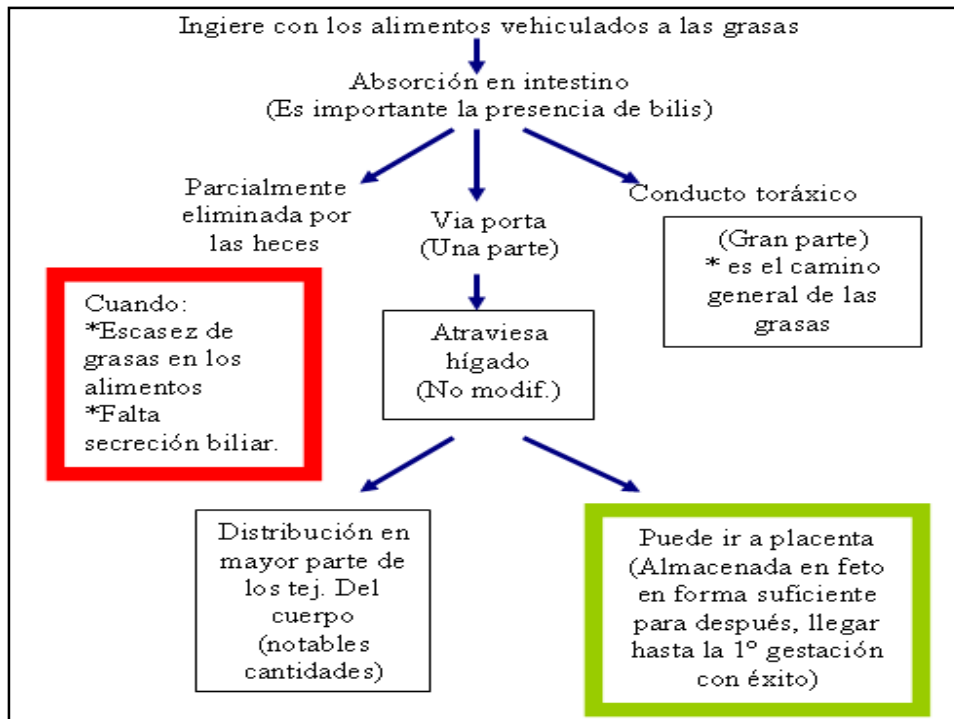 Ingiere con los alimentos vehiculados a las grasas
Absorción en intestino
(Es importante la presencia de bilis)
Parcialmente
eliminada por
las heces
Via porta
(Una parte)
Conducto toráxico
(Gran parte)
* es el camino
general de las
grasas
Cuando:
*Escasez de
grasas en los
alimentos
*Falta
secreción biliar.
Atraviesa
hígado
(No modif.)
Distribución en
mayor parte de
los tej. Del
cuerpo
(notables
cantidades)
Puede ir a placenta
(Almacenada en feto
en forma suficiente
para después, llegar
hasta la 1º gestación
con éxito)